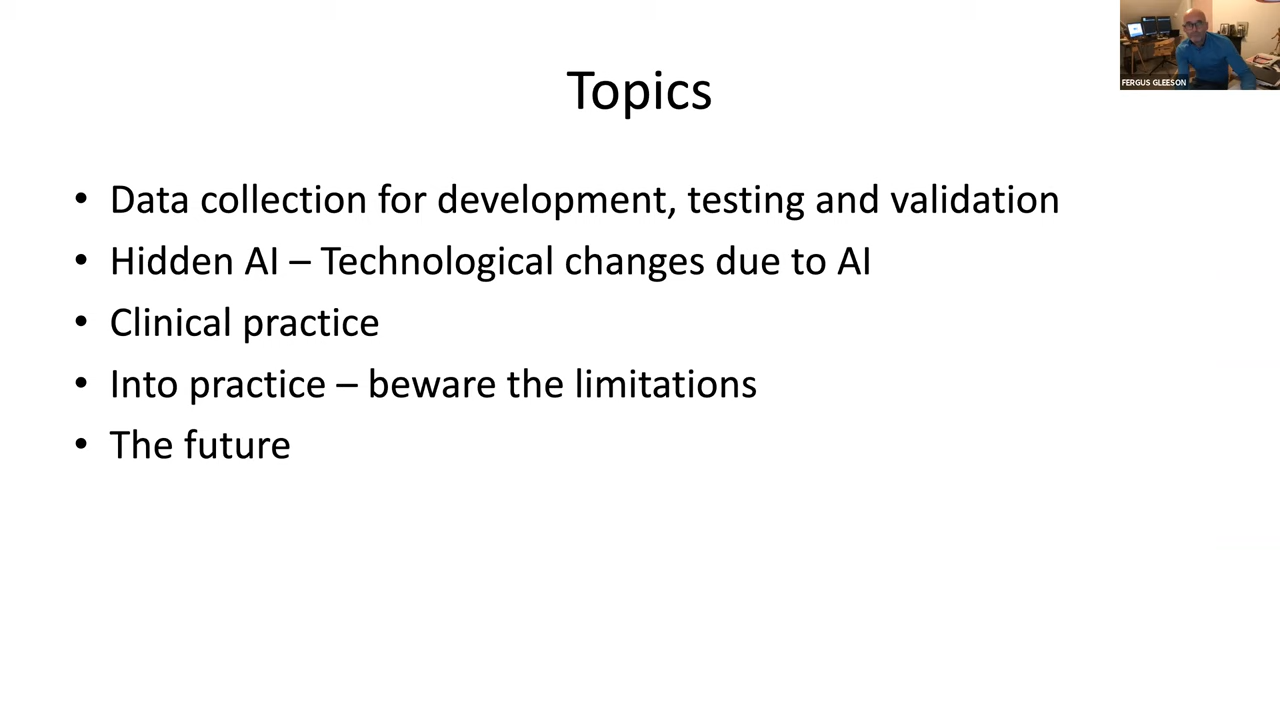 FERGUS GLEESON
Topics
• Data collection for development, testing and validation
• Hidden AI – Technological changes due to AI
• Clinical practice
• Into practice – beware the limitations
• The future